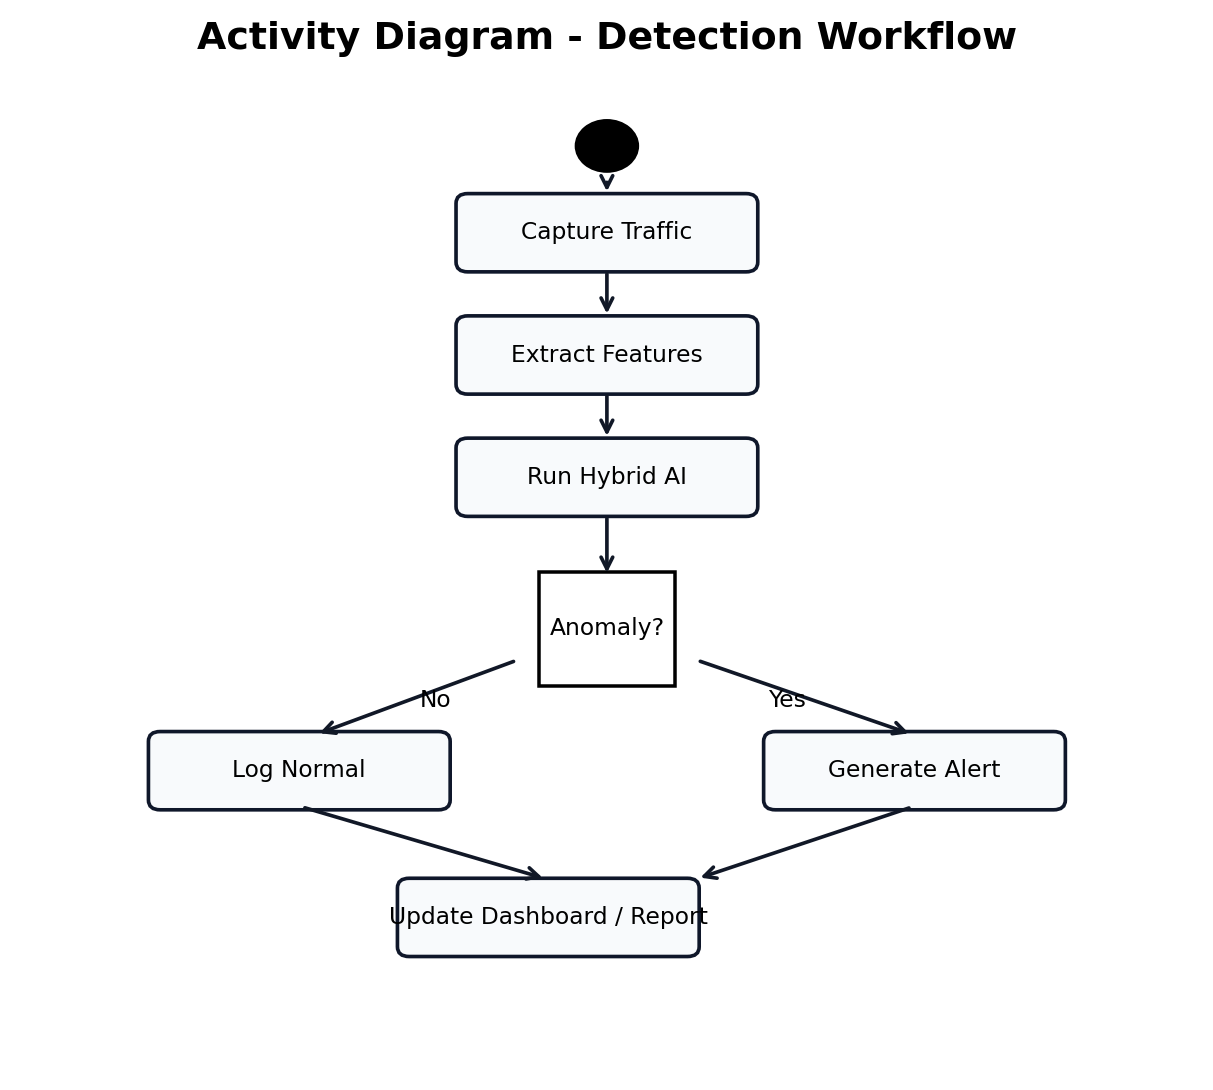 Activity Diagram - Detection Workflow
Capture Traffic
Extract Features
Run Hybrid AI
Anomaly?
No
Yes
Log Normal
Generate Alert
Update Dashboard / Report